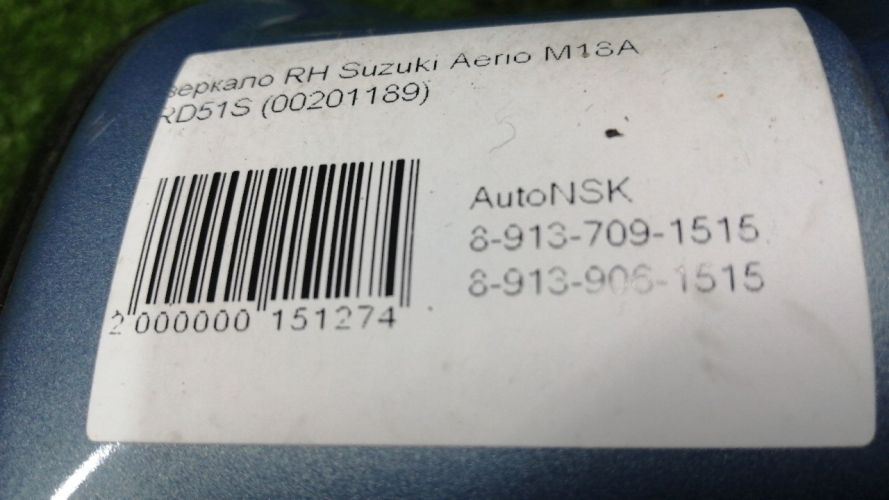 зеркало RH Suzuki Aerio M18A
RD51S (00201189)
AutoNSK
8-913-709-1515
8-913-906-1515
2 000000 151274